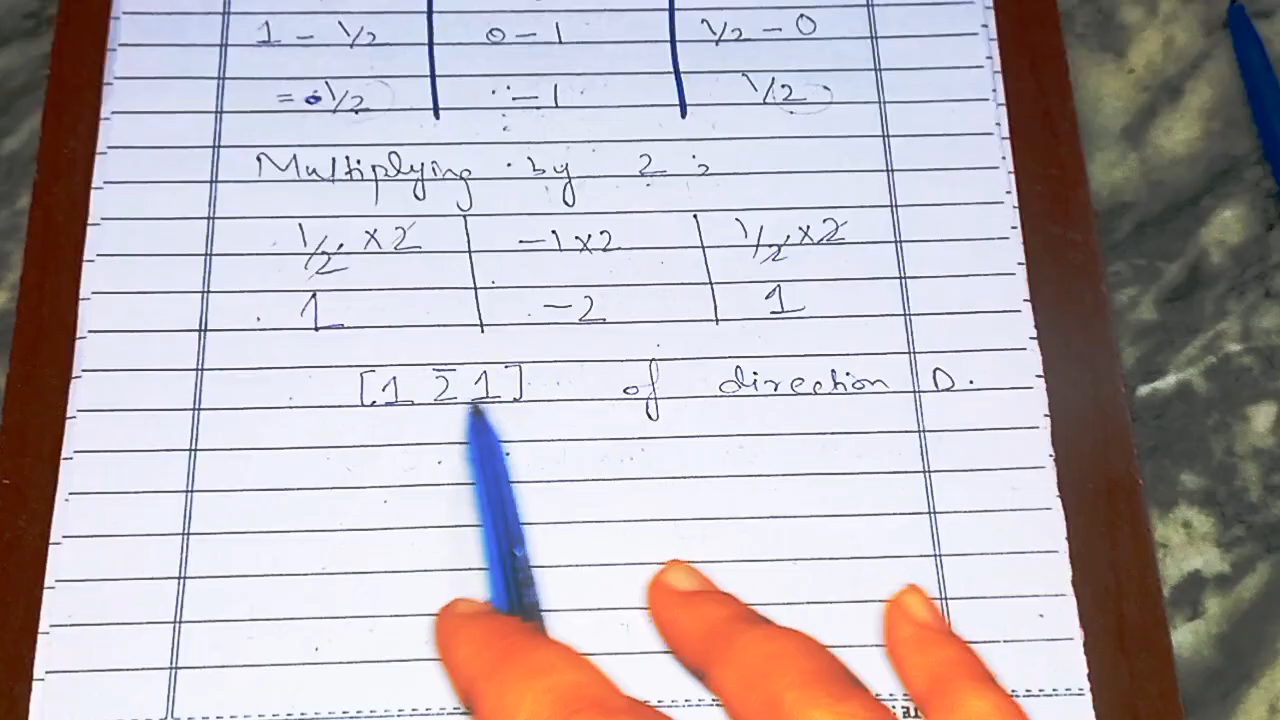 1 - 1/2 0 - 1 1/2 - 0
= 1/2 - 1 1/2
Multiplying by 2 :
1/2 × 2 -1 × 2 1/2 × 2
1 -2 1
[1 2̄ 1] of direction D.